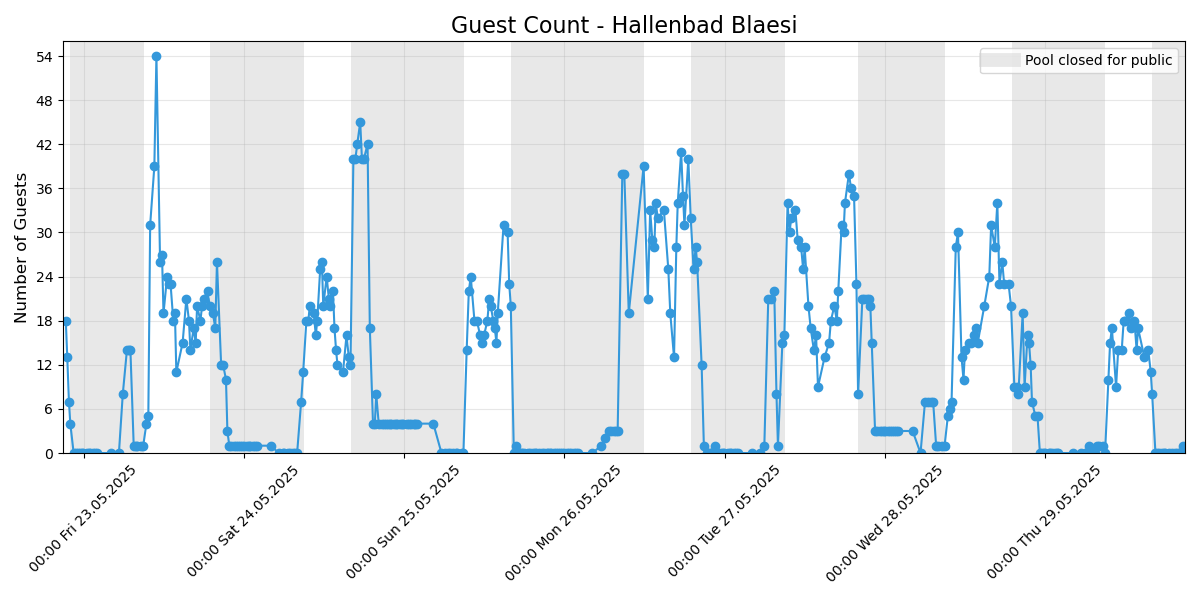 Guest Count - Hallenbad Blaesi
Pool closed for public
Number of Guests
54
48
42
36
30
24
18
12
6
0
00:00 Fri 23.05.2025
00:00 Sat 24.05.2025
00:00 Sun 25.05.2025
00:00 Mon 26.05.2025
00:00 Tue 27.05.2025
00:00 Wed 28.05.2025
00:00 Thu 29.05.2025